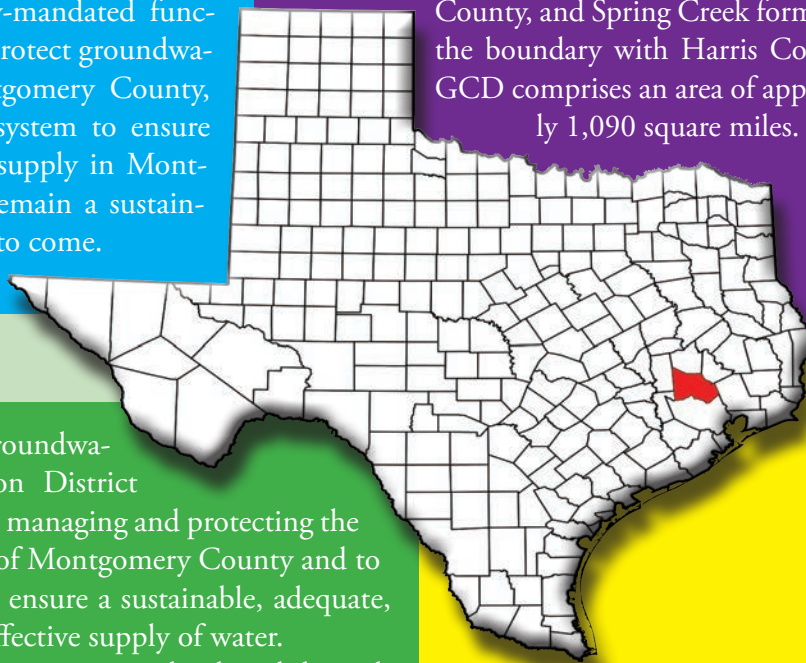 y-mandated func-
rotect groundwa-
tgomery County,
system to ensure
supply in Mont-
emain a sustain-
to come.
County, and Spring Creek form
the boundary with Harris Co
GCD comprises an area of app
ly 1,090 square miles.
roundwa-
on District
managing and protecting the
of Montgomery County and to
ensure a sustainable, adequate,
ffective supply of water.